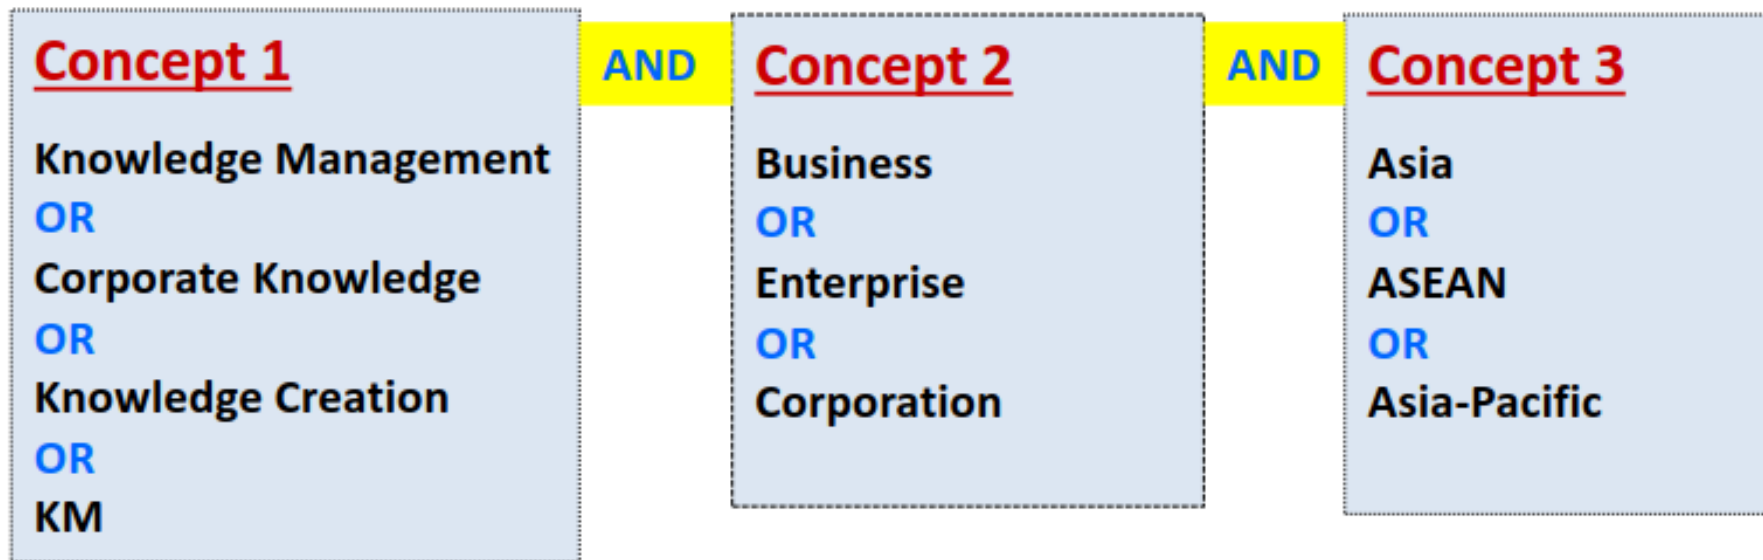 Concept 1
Knowledge Management
OR
Corporate Knowledge
OR
Knowledge Creation
OR
KM
AND
Concept 2
Business
OR
Enterprise
OR
Corporation
AND
Concept 3
Asia
OR
ASEAN
OR
Asia-Pacific